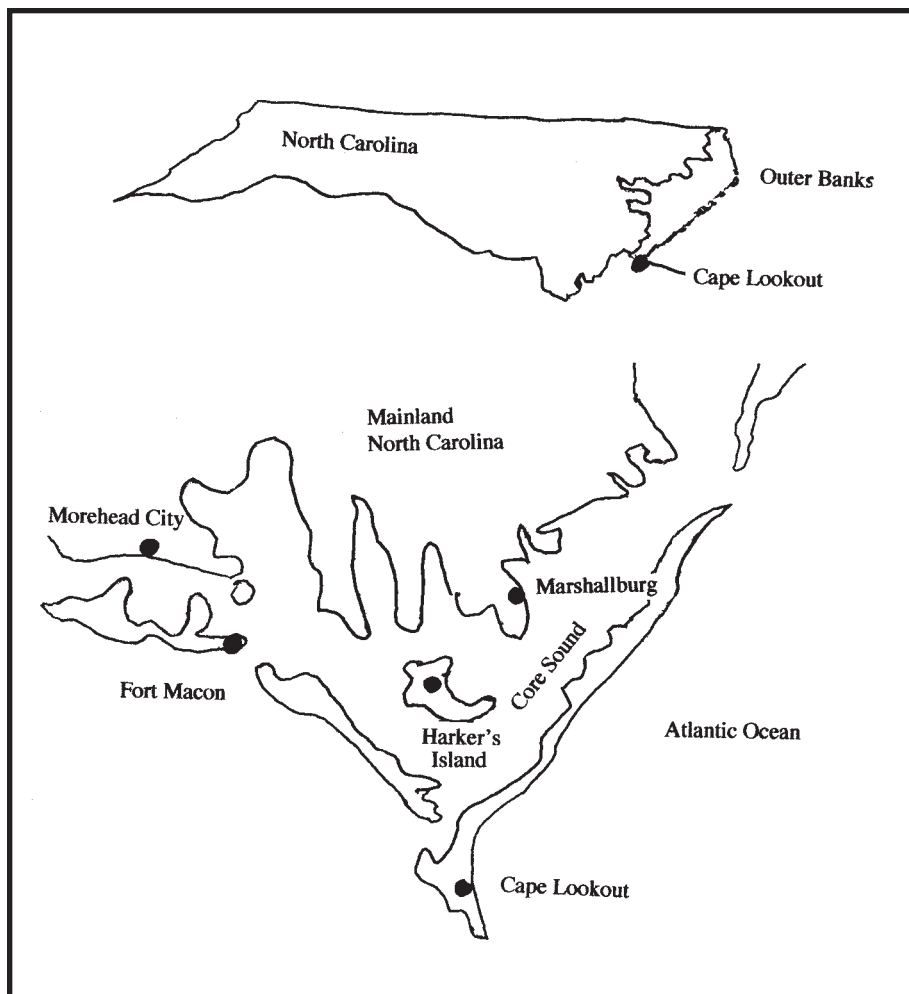 North Carolina
Outer Banks
Cape Lookout
Mainland
North Carolina
Morehead City
Marshallburg
Core Sound
Fort Macon
Harker's
Island
Atlantic Ocean
Cape Lookout